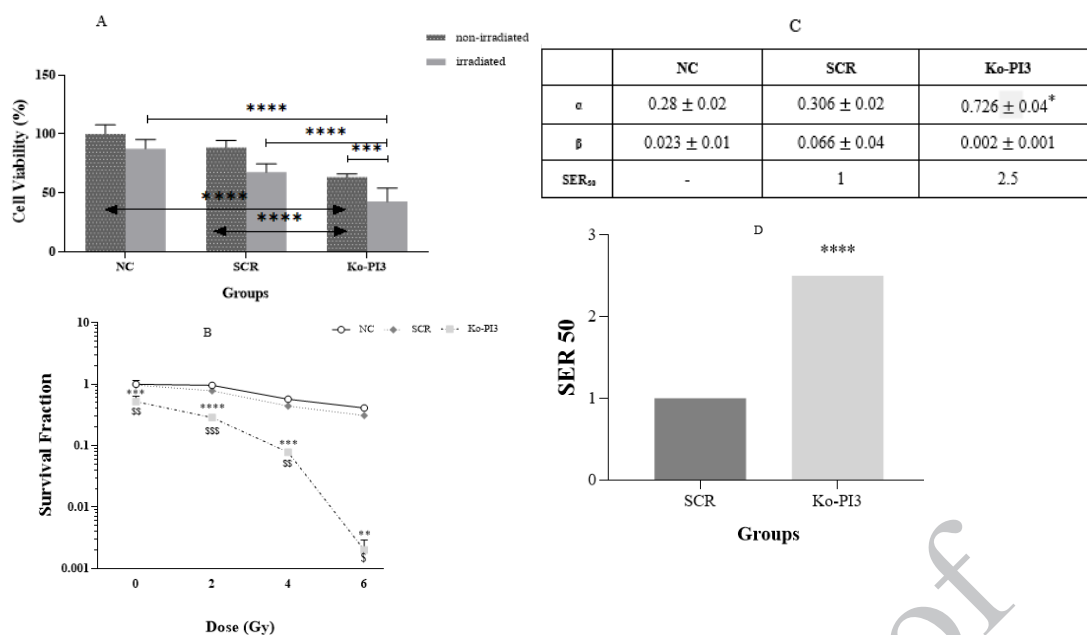 A
non-irradiated
irradiated
Cell Viability (%)
150
100
50
0
****
****
***
****
****
NC
SCR
Ko-PI3
Groups
B
NC
SCR
Ko-PI3
Survival Fraction
10
1
0.1
0.01
0.001
***
$$
****
$$$
***
$$
**
$
0
2
4
6
Dose (Gy)
C
NC SCR Ko-PI3
α 0.28 ± 0.02 0.306 ± 0.02 0.726 ± 0.04*
β 0.023 ± 0.01 0.066 ± 0.04 0.002 ± 0.001
SER₅₀ - 1 2.5
D
SER 50
3
2
1
0
****
SCR
Ko-PI3
Groups
of